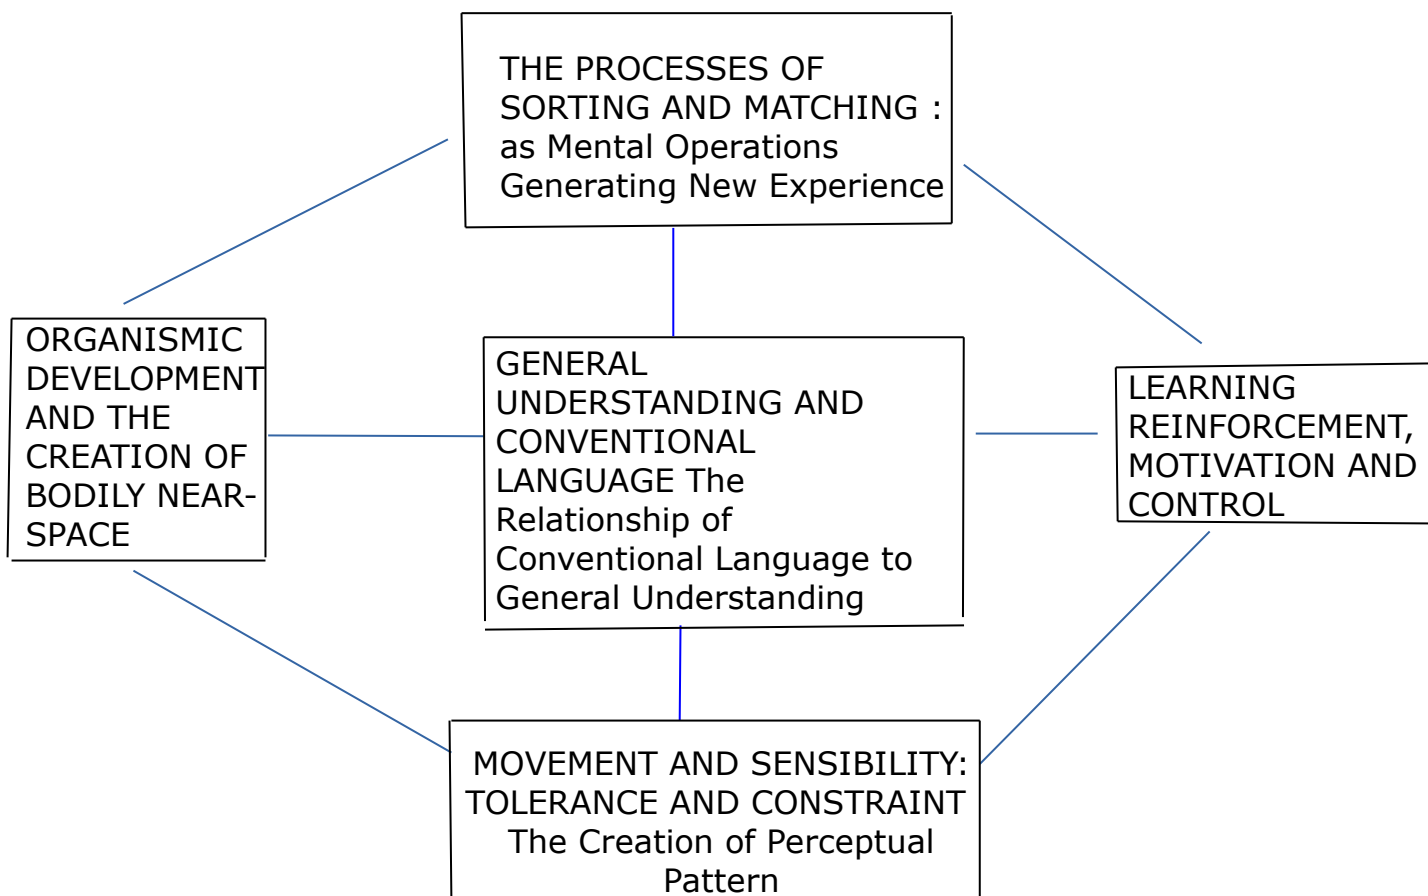 THE PROCESSES OF
SORTING AND MATCHING :
as Mental Operations
Generating New Experience
ORGANISMIC
DEVELOPMENT
AND THE
CREATION OF
BODILY NEAR-
SPACE
GENERAL
UNDERSTANDING AND
CONVENTIONAL
LANGUAGE The
Relationship of
Conventional Language to
General Understanding
LEARNING
REINFORCEMENT,
MOTIVATION AND
CONTROL
MOVEMENT AND SENSIBILITY:
TOLERANCE AND CONSTRAINT
The Creation of Perceptual
Pattern